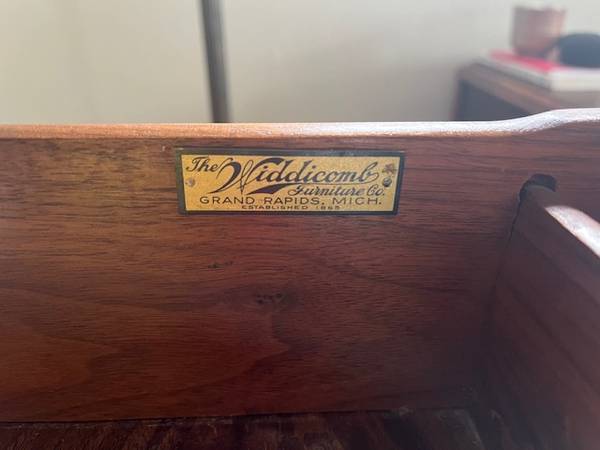 The Widdicomb
Furniture Co.
GRAND RAPIDS, MICH.
ESTABLISHED 1865